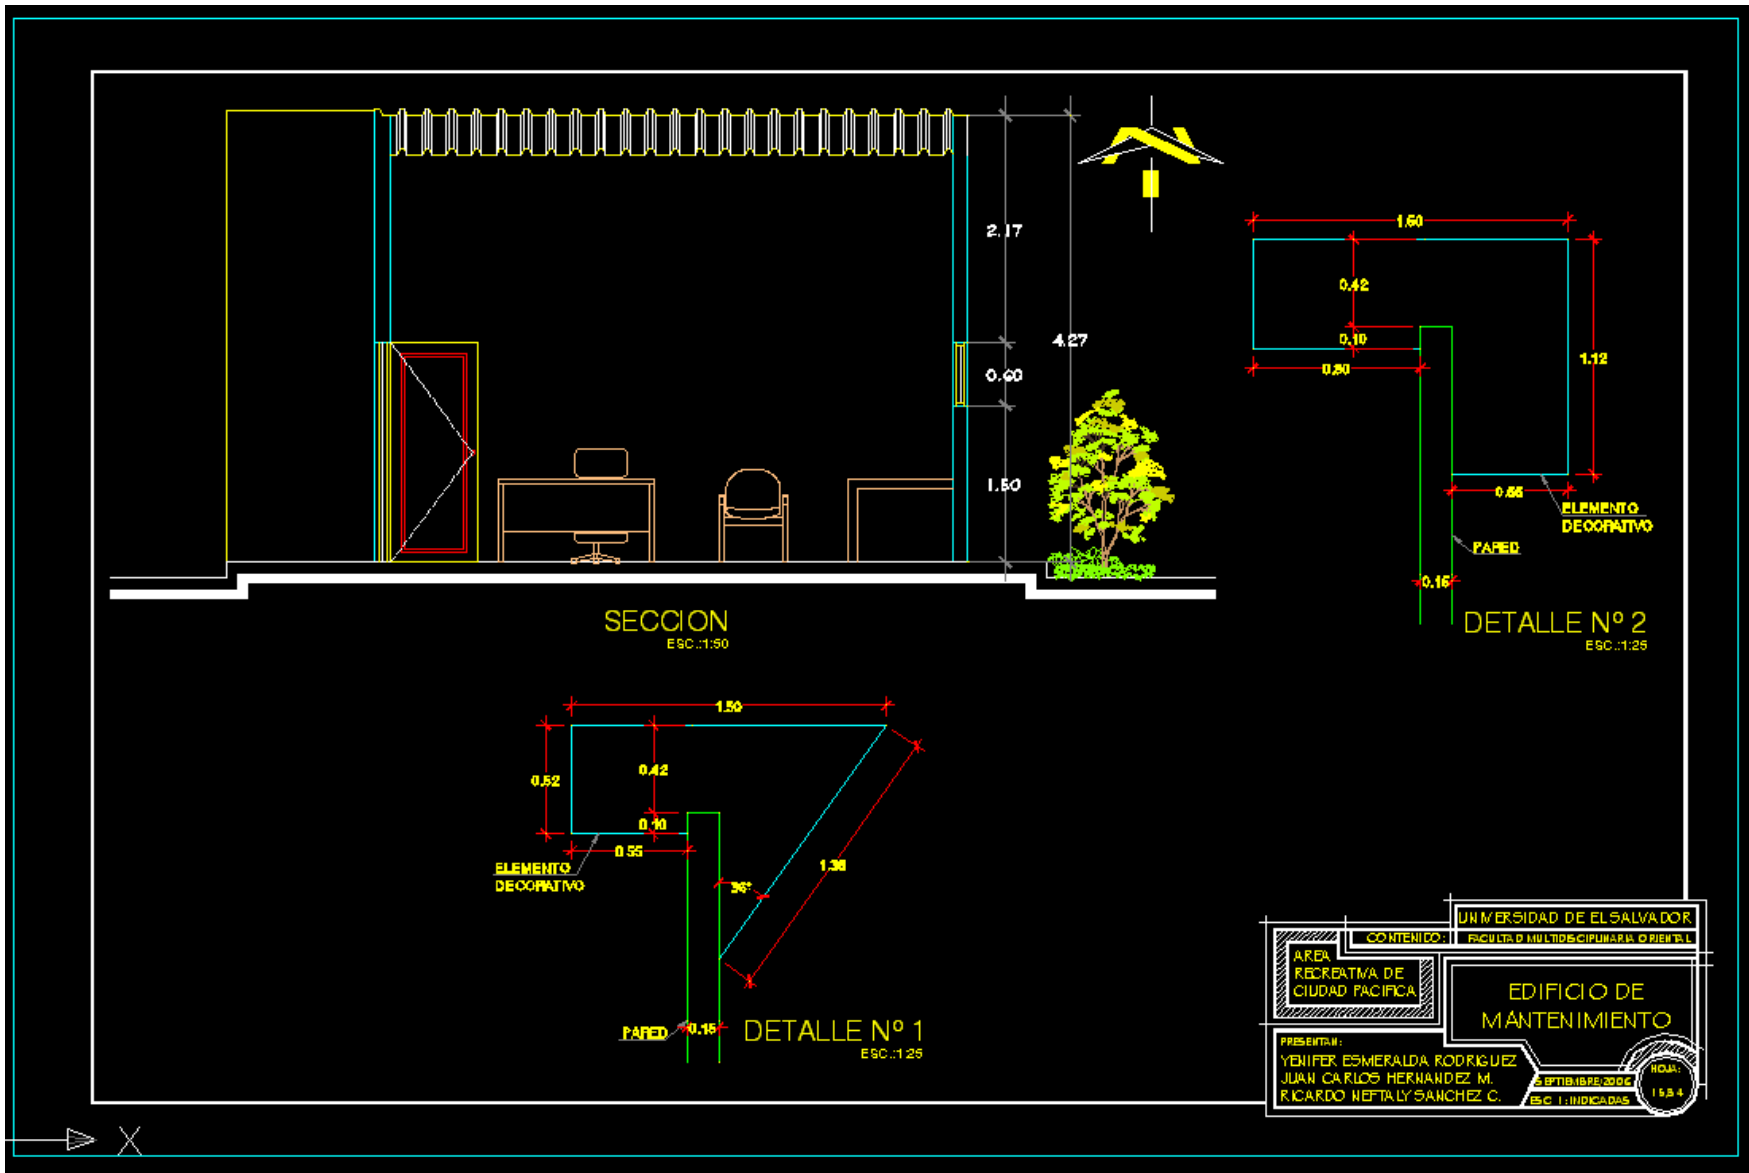 2.17
4.27
0.60
1.50
SECCION
ESC.:1:50
1.50
0.42
0.10
0.80
1.12
0.55
ELEMENTO
DECORATIVO
PARED
0.15
DETALLE Nº 2
ESC.:1:25
1.50
0.52
0.42
0.10
0.55
ELEMENTO
DECORATIVO
1.38
36°
PARED
0.15
DETALLE Nº 1
ESC.:1:25
UNIVERSIDAD DE EL SALVADOR
CONTENIDO:
FACULTAD MULTIDISCIPLINARIA ORIENTAL
AREA
RECREATIVA DE
CIUDAD PACIFICA
EDIFICIO DE
MANTENIMIENTO
PRESENTAN:
YENIFER ESMERALDA RODRIGUEZ
JUAN CARLOS HERNANDEZ M.
RICARDO NEFTALY SANCHEZ C.
SEPTIEMBRE/2006
ESC 1:INDICADAS
HOJA:
X